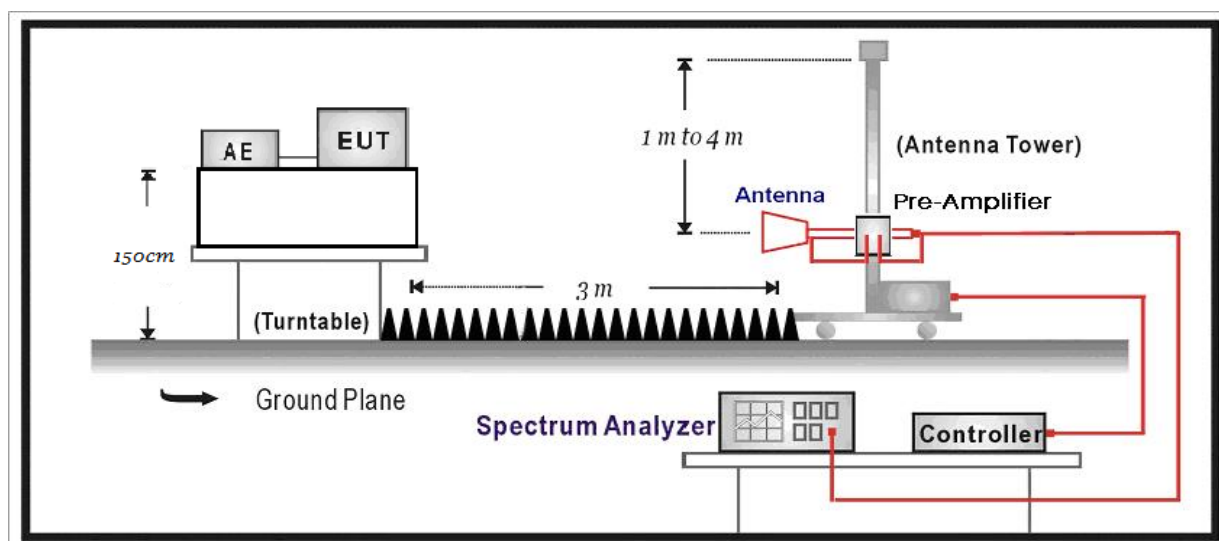 AE
EUT
150cm
(Turntable)
3 m
1 m to 4 m
Antenna
(Antenna Tower)
Pre-Amplifier
Ground Plane
Spectrum Analyzer
Controller